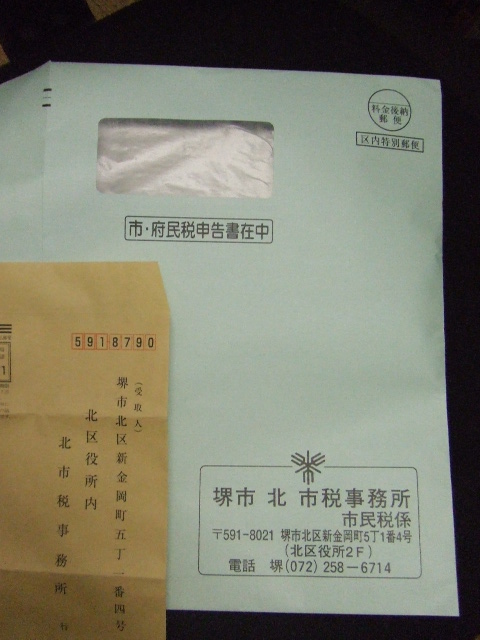 料金後納
郵便
区内特別郵便
市・府民税申告書在中
5918790
(受取人)
堺市北区新金岡町五丁一番四号
北区役所内
北市税事務所
堺市 北 市税事務所
市民税係
〒591-8021 堺市北区新金岡町5丁1番4号
(北区役所2F)
電話 堺(072) 258-6714